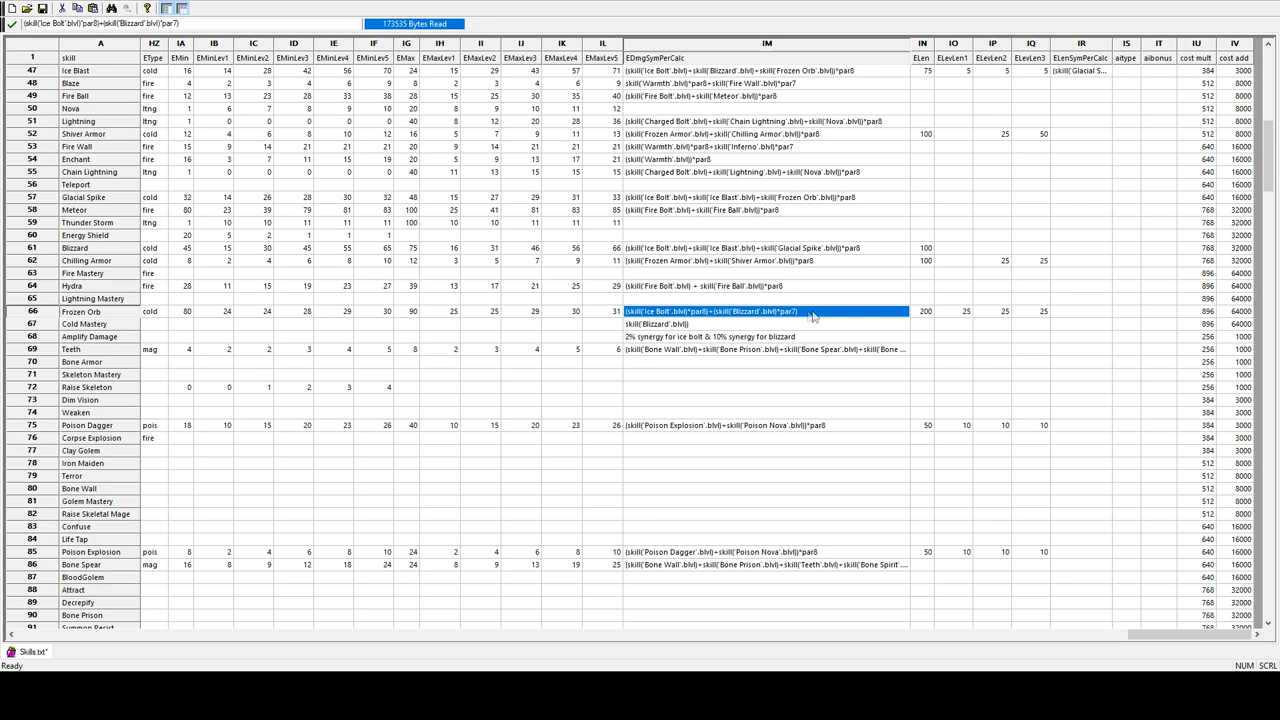 (skill('Ice Bolt'.blvl)*par8)+(skill('Blizzard'.blvl)*par7) 173535 Bytes Read
A HZ IA IB IC ID IE IF IG IH II IJ IK IL IM IN IO IP IQ IR IS IT IU IV
1 skill EType EMin EMinLev1 EMinLev2 EMinLev3 EMinLev4 EMinLev5 EMax EMaxLev1 EMaxLev2 EMaxLev3 EMaxLev4 EMaxLev5 EDmgSymPerCalc ELen ELevLen1 ELevLen2 ELevLen3 ELenSymPerCalc aitype aibonus cost mult cost add
47 Ice Blast cold 16 14 28 42 56 70 24 15 29 43 57 71 (skill('Ice Bolt'.blvl)+skill('Blizzard'.blvl)+skill('Frozen Orb'.blvl))*par8 75 5 5 5 (skill('Glacial S... 384 3000
48 Blaze fire 4 2 3 4 6 9 8 2 3 4 6 9 skill('Warmth'.blvl)*par8+skill('Fire Wall'.blvl)*par7 512 8000
49 Fire Ball fire 12 13 23 28 33 38 28 15 25 30 35 40 (skill('Fire Bolt'.blvl)+skill('Meteor'.blvl))*par8 512 8000
50 Nova ltng 1 6 7 8 9 10 20 8 9 10 11 12 512 8000
51 Lightning ltng 1 0 0 0 0 0 40 8 12 20 28 36 (skill('Charged Bolt'.blvl)+skill('Chain Lightning'.blvl)+skill('Nova'.blvl))*par8 512 8000
52 Shiver Armor cold 12 4 6 8 10 12 16 5 7 9 11 13 (skill('Frozen Armor'.blvl)+skill('Chilling Armor'.blvl))*par8 100 25 50 512 8000
53 Fire Wall fire 15 9 14 21 21 21 20 9 14 21 21 21 skill('Warmth'.blvl)*par8+skill('Inferno'.blvl)*par7 640 16000
54 Enchant fire 16 3 7 11 15 19 20 5 9 13 17 21 (skill('Warmth'.blvl))*par8 640 16000
55 Chain Lightning ltng 1 0 0 0 0 0 40 11 13 15 15 15 (skill('Charged Bolt'.blvl)+skill('Lightning'.blvl)+skill('Nova'.blvl))*par8 640 16000
56 Teleport 640 16000
57 Glacial Spike cold 32 14 26 28 30 32 48 15 27 29 31 33 (skill('Ice Bolt'.blvl)+skill('Ice Blast'.blvl)+skill('Frozen Orb'.blvl))*par8 640 16000
58 Meteor fire 80 23 39 79 81 83 100 25 41 81 83 85 (skill('Fire Bolt'.blvl)+skill('Fire Ball'.blvl))*par8 768 32000
59 Thunder Storm ltng 1 10 10 11 11 11 100 10 10 11 11 11 768 32000
60 Energy Shield 20 5 2 1 1 1 768 32000
61 Blizzard cold 45 15 30 45 55 65 75 16 31 46 56 66 (skill('Ice Bolt'.blvl)+skill('Ice Blast'.blvl)+skill('Glacial Spike'.blvl))*par8 100 768 32000
62 Chilling Armor cold 8 2 4 6 8 10 12 3 5 7 9 11 (skill('Frozen Armor'.blvl)+skill('Shiver Armor'.blvl))*par8 100 25 25 768 32000
63 Fire Mastery fire 896 64000
64 Hydra fire 28 11 15 19 23 27 39 13 17 21 25 29 (skill('Fire Bolt'.blvl) + skill('Fire Ball'.blvl))*par8 896 64000
65 Lightning Mastery 896 64000
66 Frozen Orb cold 80 24 24 28 29 30 90 25 25 29 30 31 (skill('Ice Bolt'.blvl)*par8)+(skill('Blizzard'.blvl)*par7) 200 25 25 25 896 64000
67 Cold Mastery skill('Blizzard'.blvl)) 896 64000
68 Amplify Damage 2% synergy for ice bolt & 10% synergy for blizzard 256 1000
69 Teeth mag 4 2 2 3 4 5 8 2 3 4 5 6 (skill('Bone Wall'.blvl)+skill('Bone Prison'.blvl)+skill('Bone Spear'.blvl)+skill('Bone ... 256 1000
70 Bone Armor 256 1000
71 Skeleton Mastery 256 1000
72 Raise Skeleton 0 0 1 2 3 4 256 1000
73 Dim Vision 384 3000
74 Weaken 384 3000
75 Poison Dagger pois 18 10 15 20 23 26 40 10 15 20 23 26 (skill('Poison Explosion'.blvl)+skill('Poison Nova'.blvl))*par8 50 10 10 10 384 3000
76 Corpse Explosion fire 384 3000
77 Clay Golem 384 3000
78 Iron Maiden 512 8000
79 Terror 512 8000
80 Bone Wall 512 8000
81 Golem Mastery 512 8000
82 Raise Skeletal Mage 512 8000
83 Confuse 640 16000
84 Life Tap 640 16000
85 Poison Explosion pois 8 2 4 6 8 10 24 2 4 6 8 10 (skill('Poison Dagger'.blvl)+skill('Poison Nova'.blvl))*par8 50 10 10 10 640 16000
86 Bone Spear mag 16 8 9 12 18 24 24 8 9 13 19 25 (skill('Bone Wall'.blvl)+skill('Bone Prison'.blvl)+skill('Teeth'.blvl)+skill('Bone Spirit'.... 640 16000
87 BloodGolem 640 16000
88 Attract 768 32000
89 Decrepify 768 32000
90 Bone Prison 768 32000
91 Summon Resist 768 32000
Skills.txt*
Ready NUM SCRL